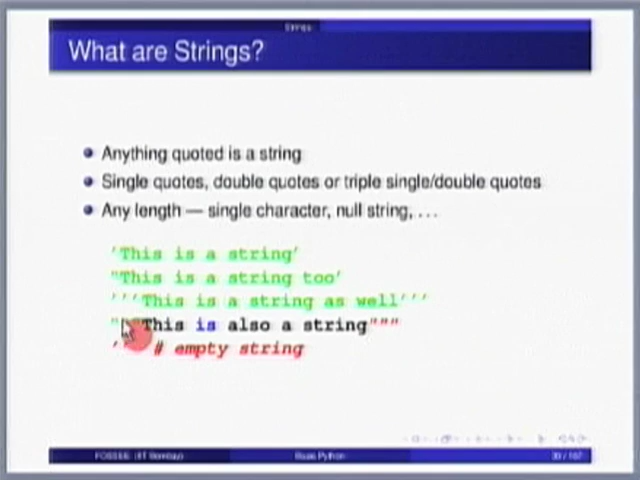 Strings
What are Strings?
Anything quoted is a string
Single quotes, double quotes or triple single/double quotes
Any length — single character, null string, ...
'This is a string'
"This is a string too'
'''This is a string as well'''
"This is also a string"""
' # empty string
FOSSEE (IIT Bombay) Basic Python